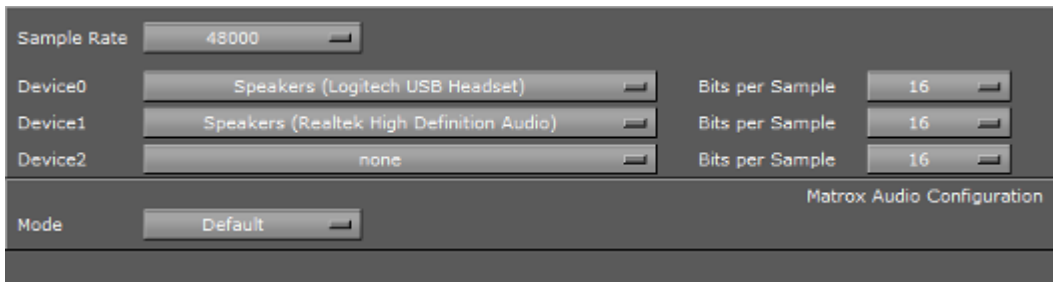 Sample Rate 48000
Device0 Speakers (Logitech USB Headset) Bits per Sample 16
Device1 Speakers (Realtek High Definition Audio) Bits per Sample 16
Device2 none Bits per Sample 16
Matrox Audio Configuration
Mode Default